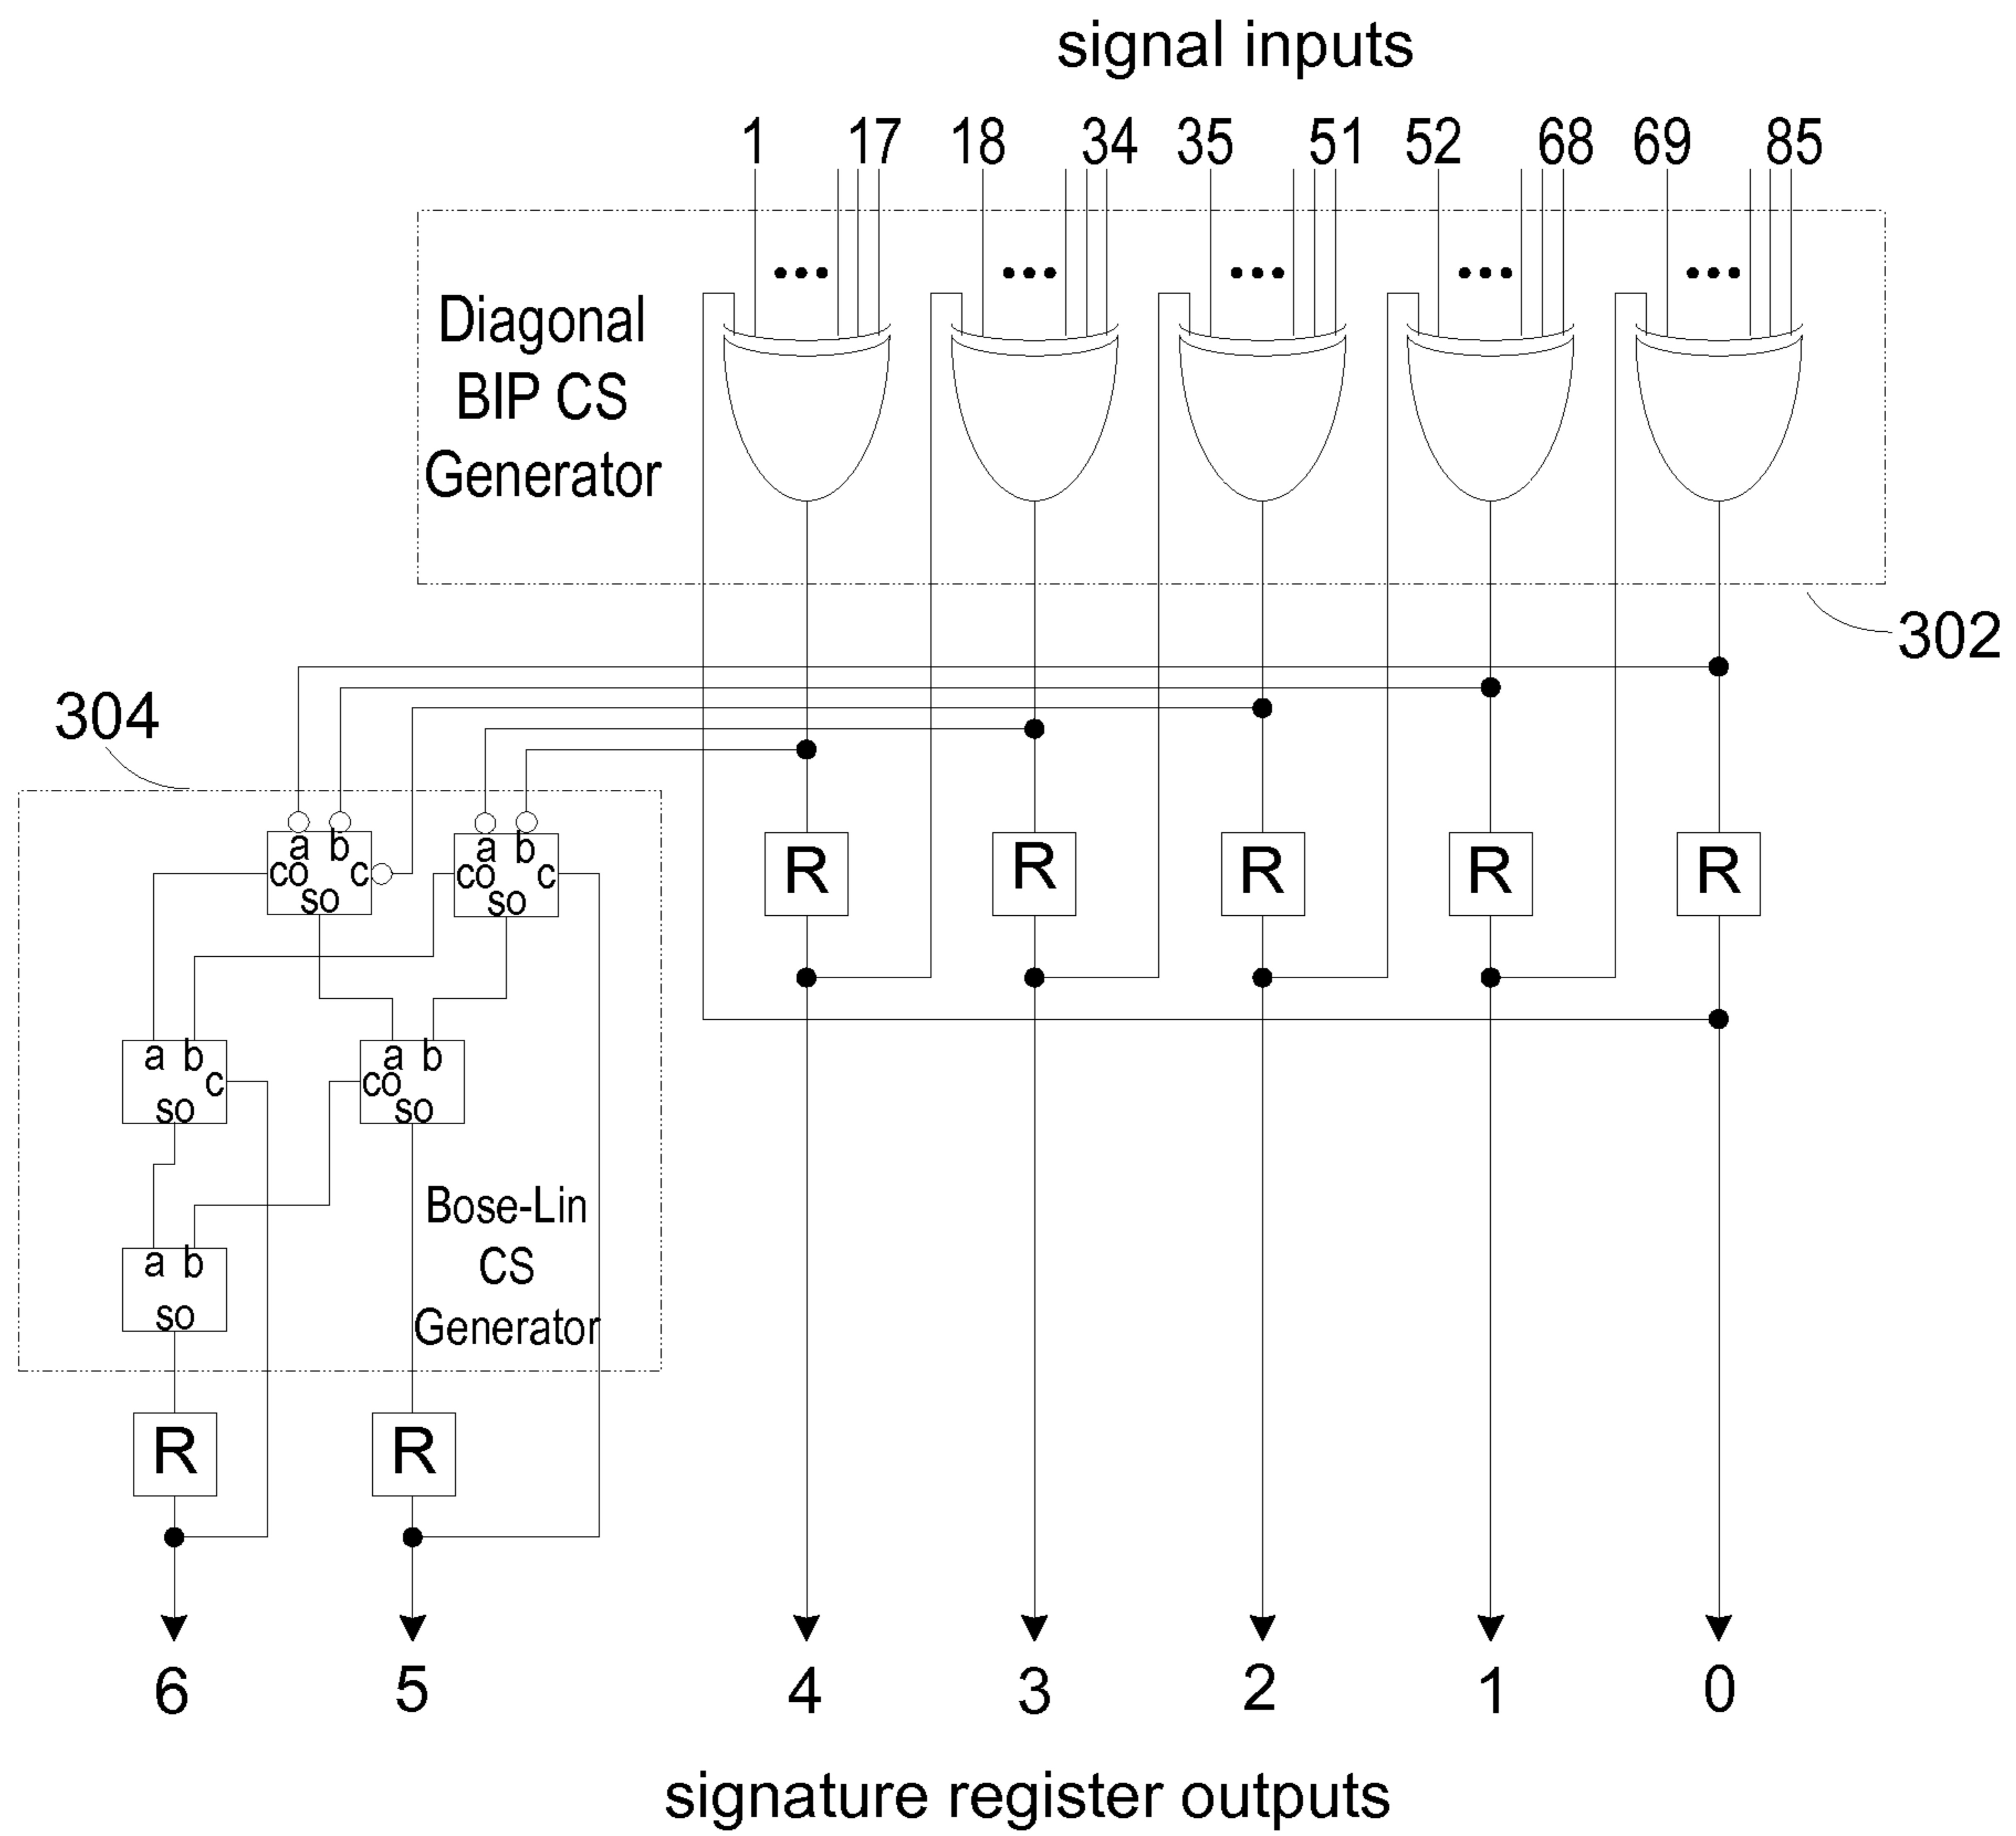 signal inputs
1 17 18 34 35 51 52 68 69 85
Diagonal
BIP CS
Generator
302
304
a b
co c
so
a b
co c
so
R R R R R
a b
c
so
a b
co
so
Bose-Lin
CS
Generator
a b
so
R R
6 5 4 3 2 1 0
signature register outputs